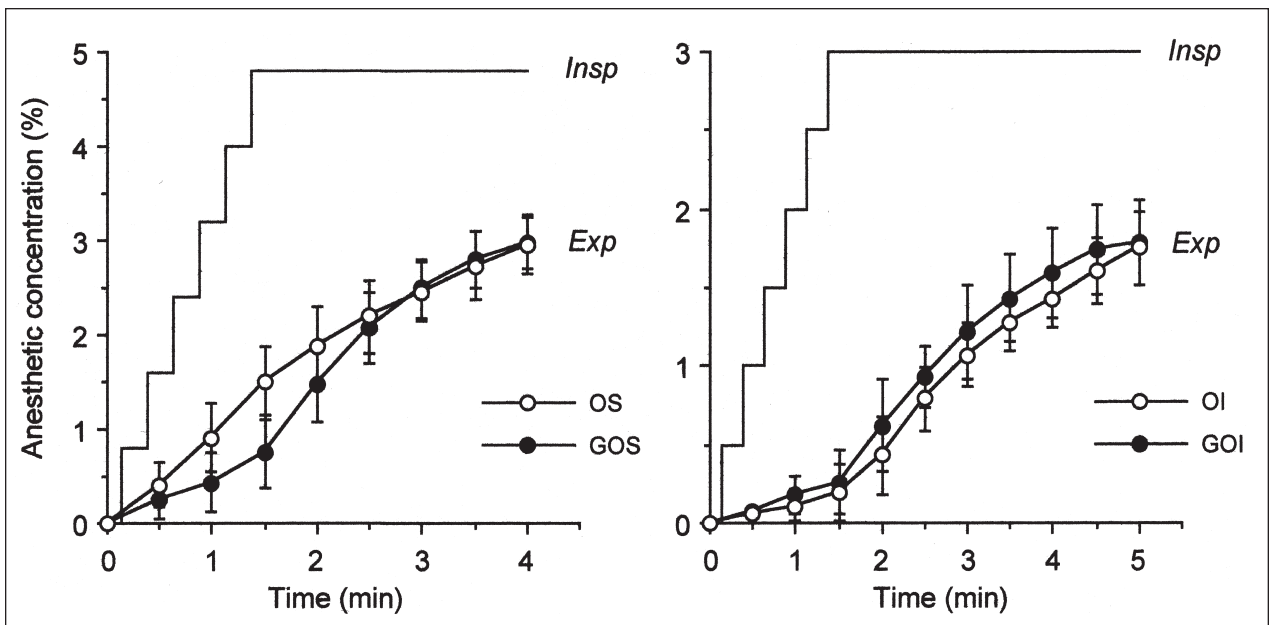 Anesthetic concentration (%)
5
4
3
2
1
0
Insp
Exp
OS
GOS
0 1 2 3 4
Time (min)
3
2
1
0
Insp
Exp
OI
GOI
0 1 2 3 4 5
Time (min)